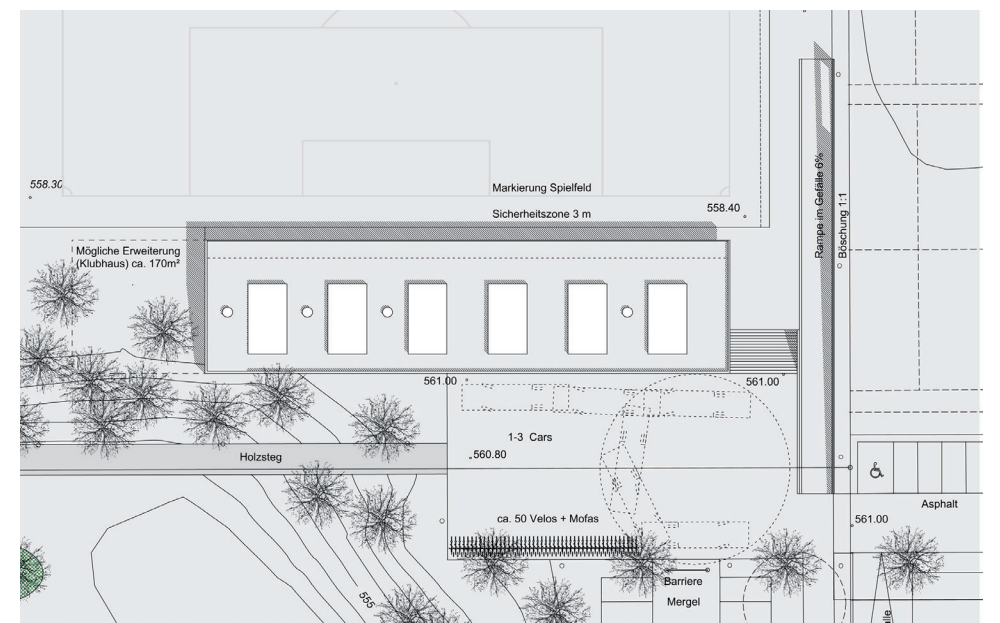 Markierung Spielfeld
558.30
558.40
Sicherheitszone 3 m
Rampe im Gefälle 6%
Böschung 1:1
Mögliche Erweiterung
(Klubhaus) ca. 170m²
561.00
561.00
1-3 Cars
Holzsteg
560.80
Asphalt
ca. 50 Velos + Mofas
561.00
Barriere
555
Mergel